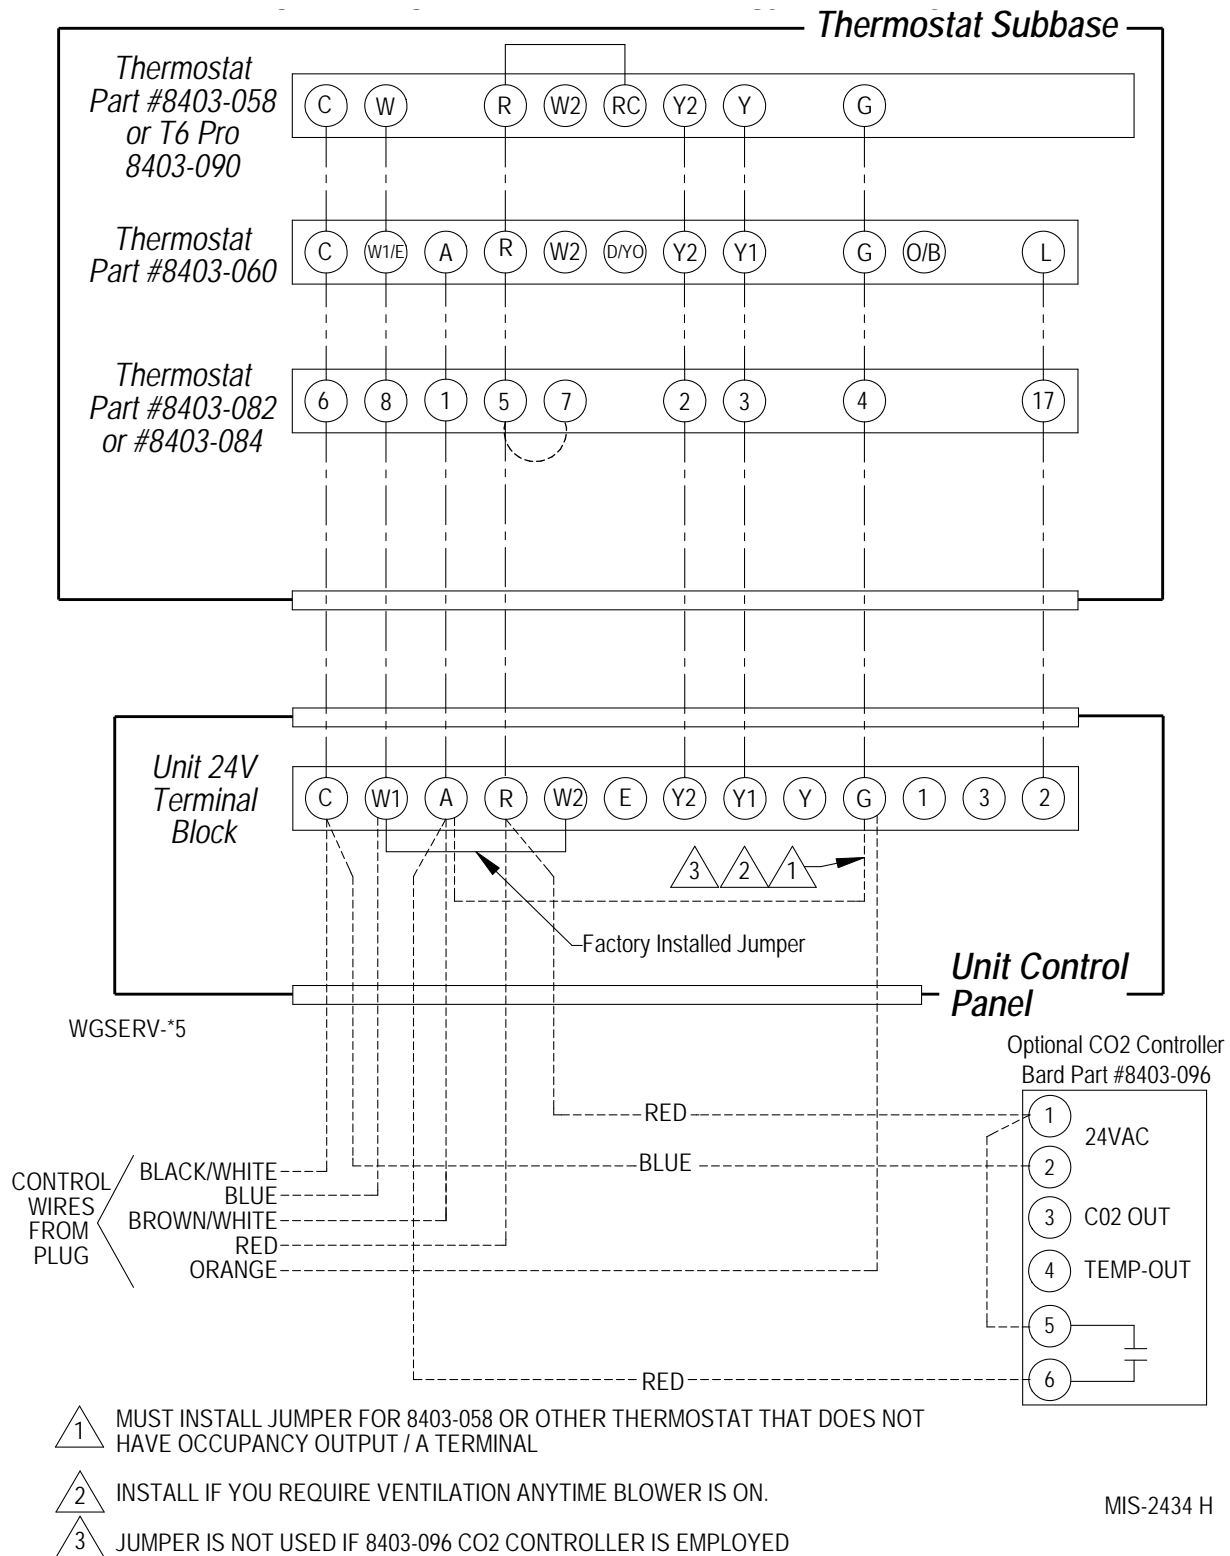 Thermostat Subbase
Thermostat
Part #8403-058
or T6 Pro
8403-090
C W R W2 RC Y2 Y G
Thermostat
Part #8403-060
C W1/E A R W2 D/YO Y2 Y1 G O/B L
Thermostat
Part #8403-082
or #8403-084
6 8 1 5 7 2 3 4 17
Unit 24V
Terminal
Block
C W1 A R W2 E Y2 Y1 Y G 1 3 2
3 2 1
Factory Installed Jumper
Unit Control
Panel
WGSERV-*5
Optional CO2 Controller
Bard Part #8403-096
RED
1
24VAC
BLUE
2
3 C02 OUT
4 TEMP-OUT
5
6
RED
CONTROL
WIRES
FROM
PLUG
BLACK/WHITE
BLUE
BROWN/WHITE
RED
ORANGE
1 MUST INSTALL JUMPER FOR 8403-058 OR OTHER THERMOSTAT THAT DOES NOT
HAVE OCCUPANCY OUTPUT / A TERMINAL
2 INSTALL IF YOU REQUIRE VENTILATION ANYTIME BLOWER IS ON.
MIS-2434 H
3 JUMPER IS NOT USED IF 8403-096 CO2 CONTROLLER IS EMPLOYED